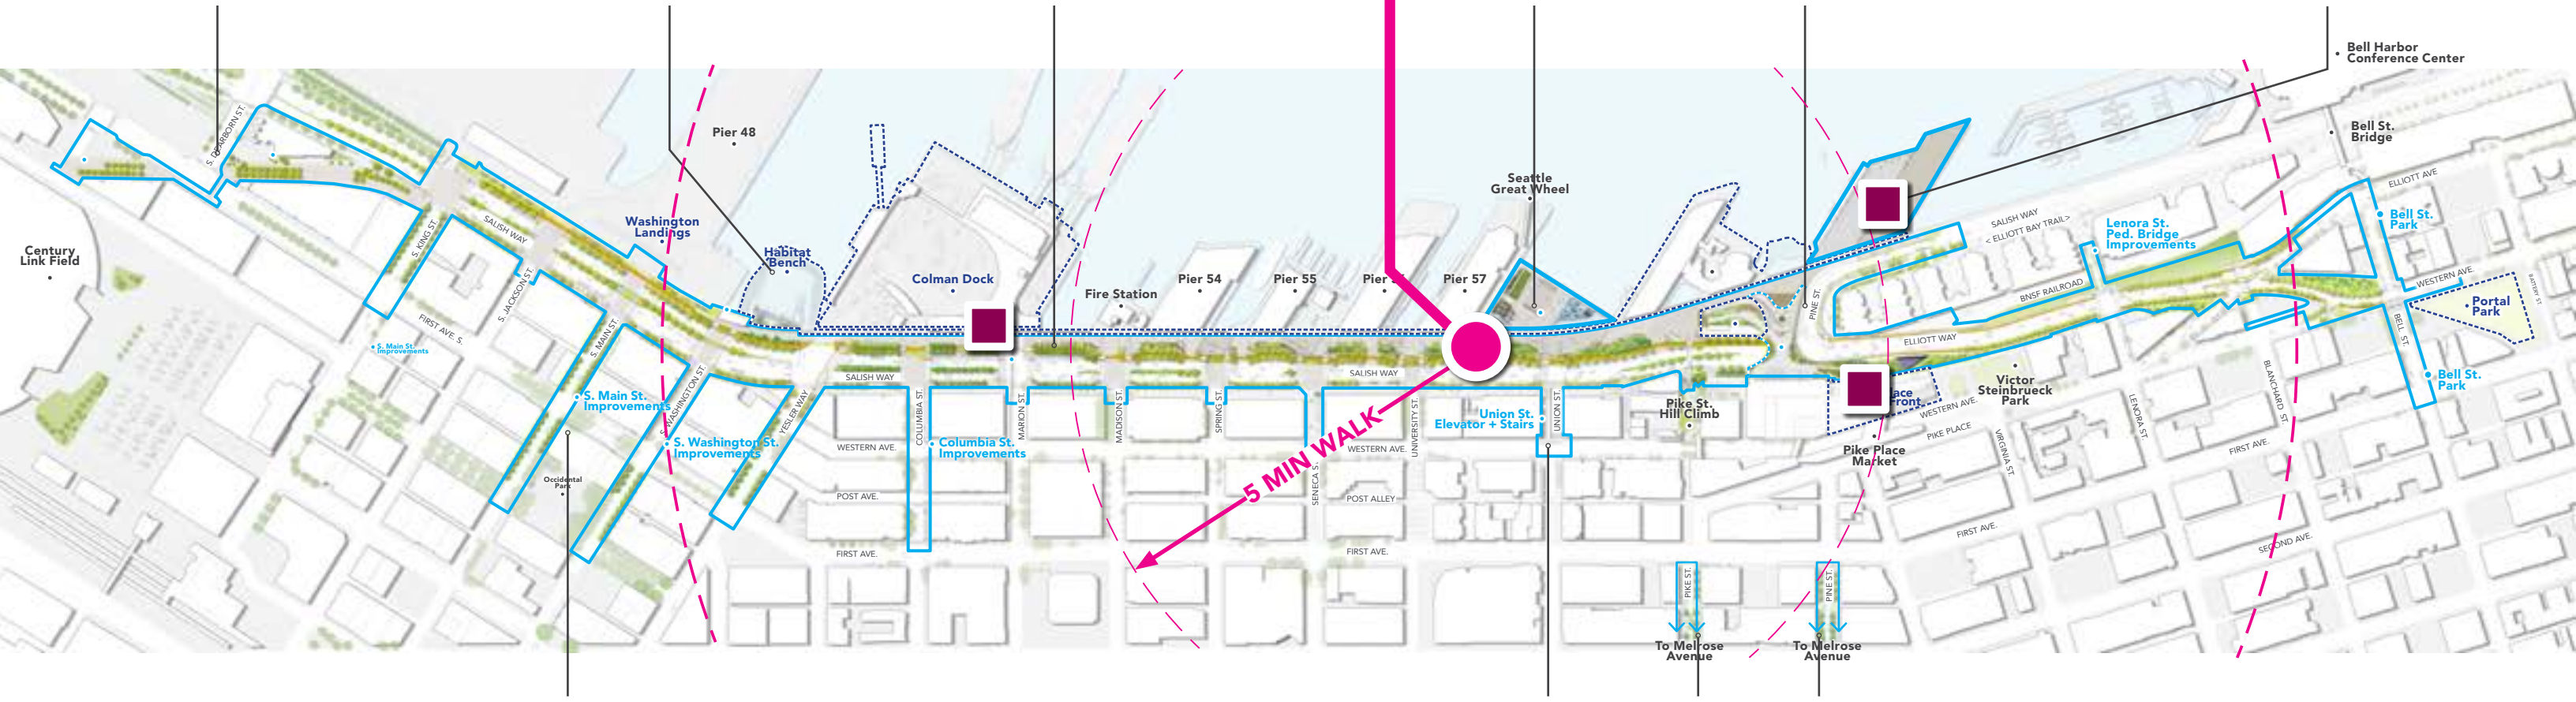 Bell Harbor
Conference Center
Bell St.
Bridge
Pier 48
S. DEARBORN ST.
Seattle
Great Wheel
ELLIOTT AVE
Washington
Landings
SALISH WAY
< ELLIOTT BAY TRAIL>
Lenora St.
Ped. Bridge
Improvements
Bell St.
Park
Century
Link Field
S. KING ST.
SALISH WAY
Habitat
Bench
Colman Dock
Fire Station
Pier 54
Pier 55
Pier 57
PINE ST.
BNSF RAILROAD
WESTERN AVE.
BATTERY ST
Portal
Park
S. JACKSON ST.
FIRST AVE. S.
S. MAIN ST.
S. Main St.
Improvements
ELLIOTT WAY
BELL ST.
SALISH WAY
SALISH WAY
S. Main St.
Improvements
S. WASHINGTON ST.
YESLER WAY
COLUMBIA ST.
MARION ST.
MADISON ST.
SPRING ST.
SENECA S.
UNIVERSITY ST.
Union St.
Elevator + Stairs
UNION ST.
Pike St.
Hill Climb
Front
Victor
Steinbrueck
Park
WESTERN AVE.
PIKE PLACE
Pike Place
Market
VIRGINIA ST.
LENORA ST.
BLANCHARD ST.
Bell St.
Park
S. Washington St.
Improvements
Columbia St.
Improvements
WESTERN AVE.
WESTERN AVE.
5 MIN WALK
FIRST AVE.
Occidental
Park
POST AVE.
POST ALLEY
FIRST AVE.
SECOND AVE.
FIRST AVE.
FIRST AVE.
PIKE ST.
PINE ST.
To Melrose
Avenue
To Melrose
Avenue